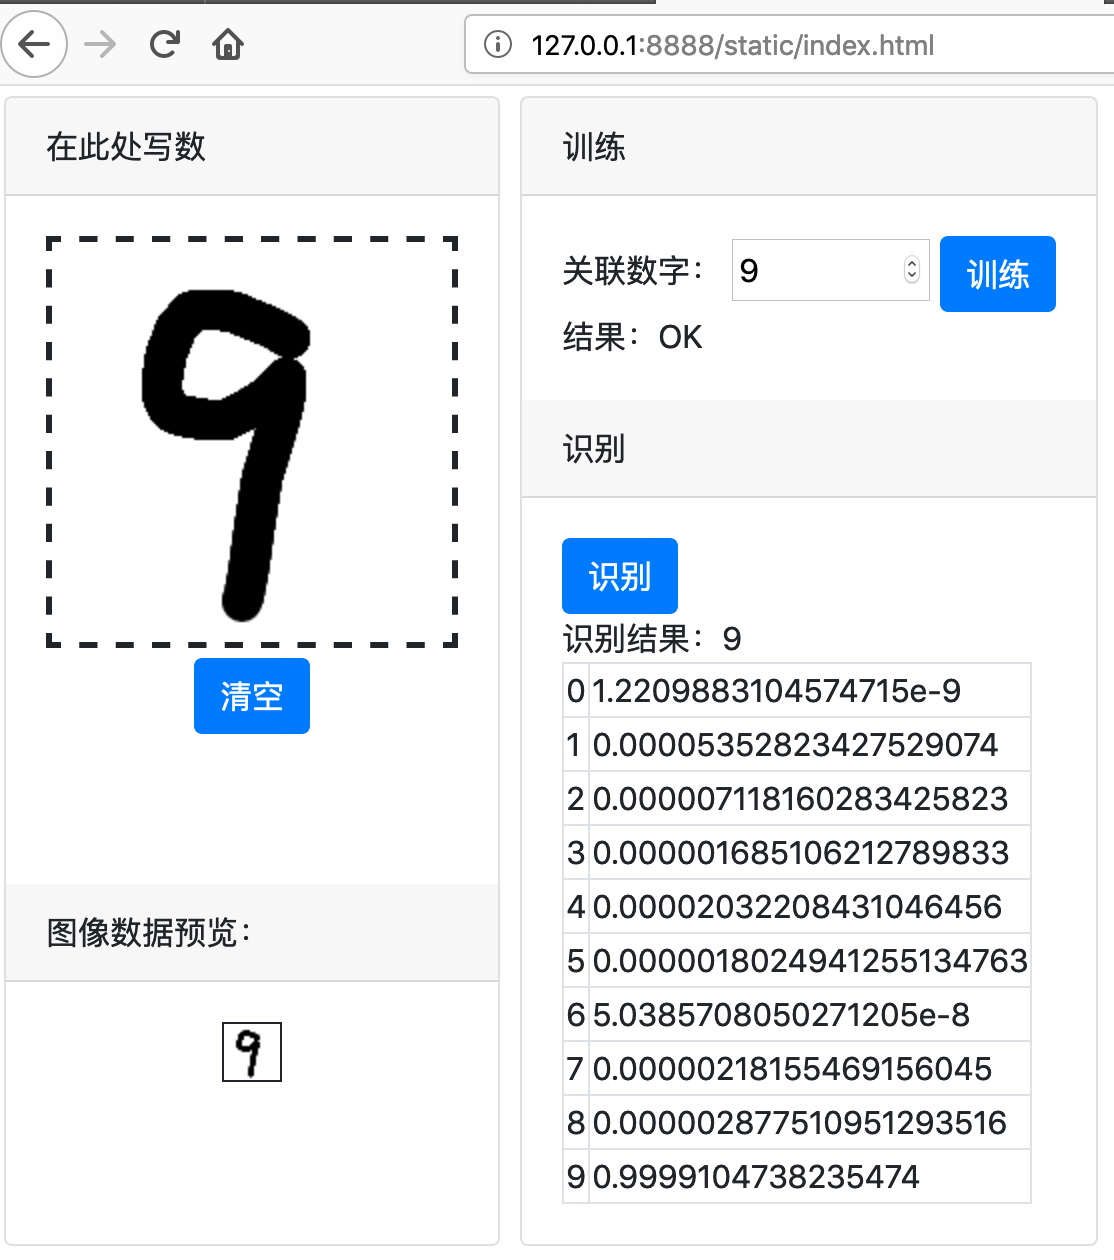 127.0.0.1:8888/static/index.html
在此处写数
9
清空
图像数据预览：
9
训练
关联数字： 9 训练
结果：OK
识别
识别
识别结果：9
0 1.2209883104574715e-9
1 0.00005352823427529074
2 0.000007118160283425823
3 0.000001685106212789833
4 0.00002032208431046456
5 0.0000018024941255134763
6 5.0385708050271205e-8
7 0.00000218155469156045
8 0.000002877510951293516
9 0.9999104738235474